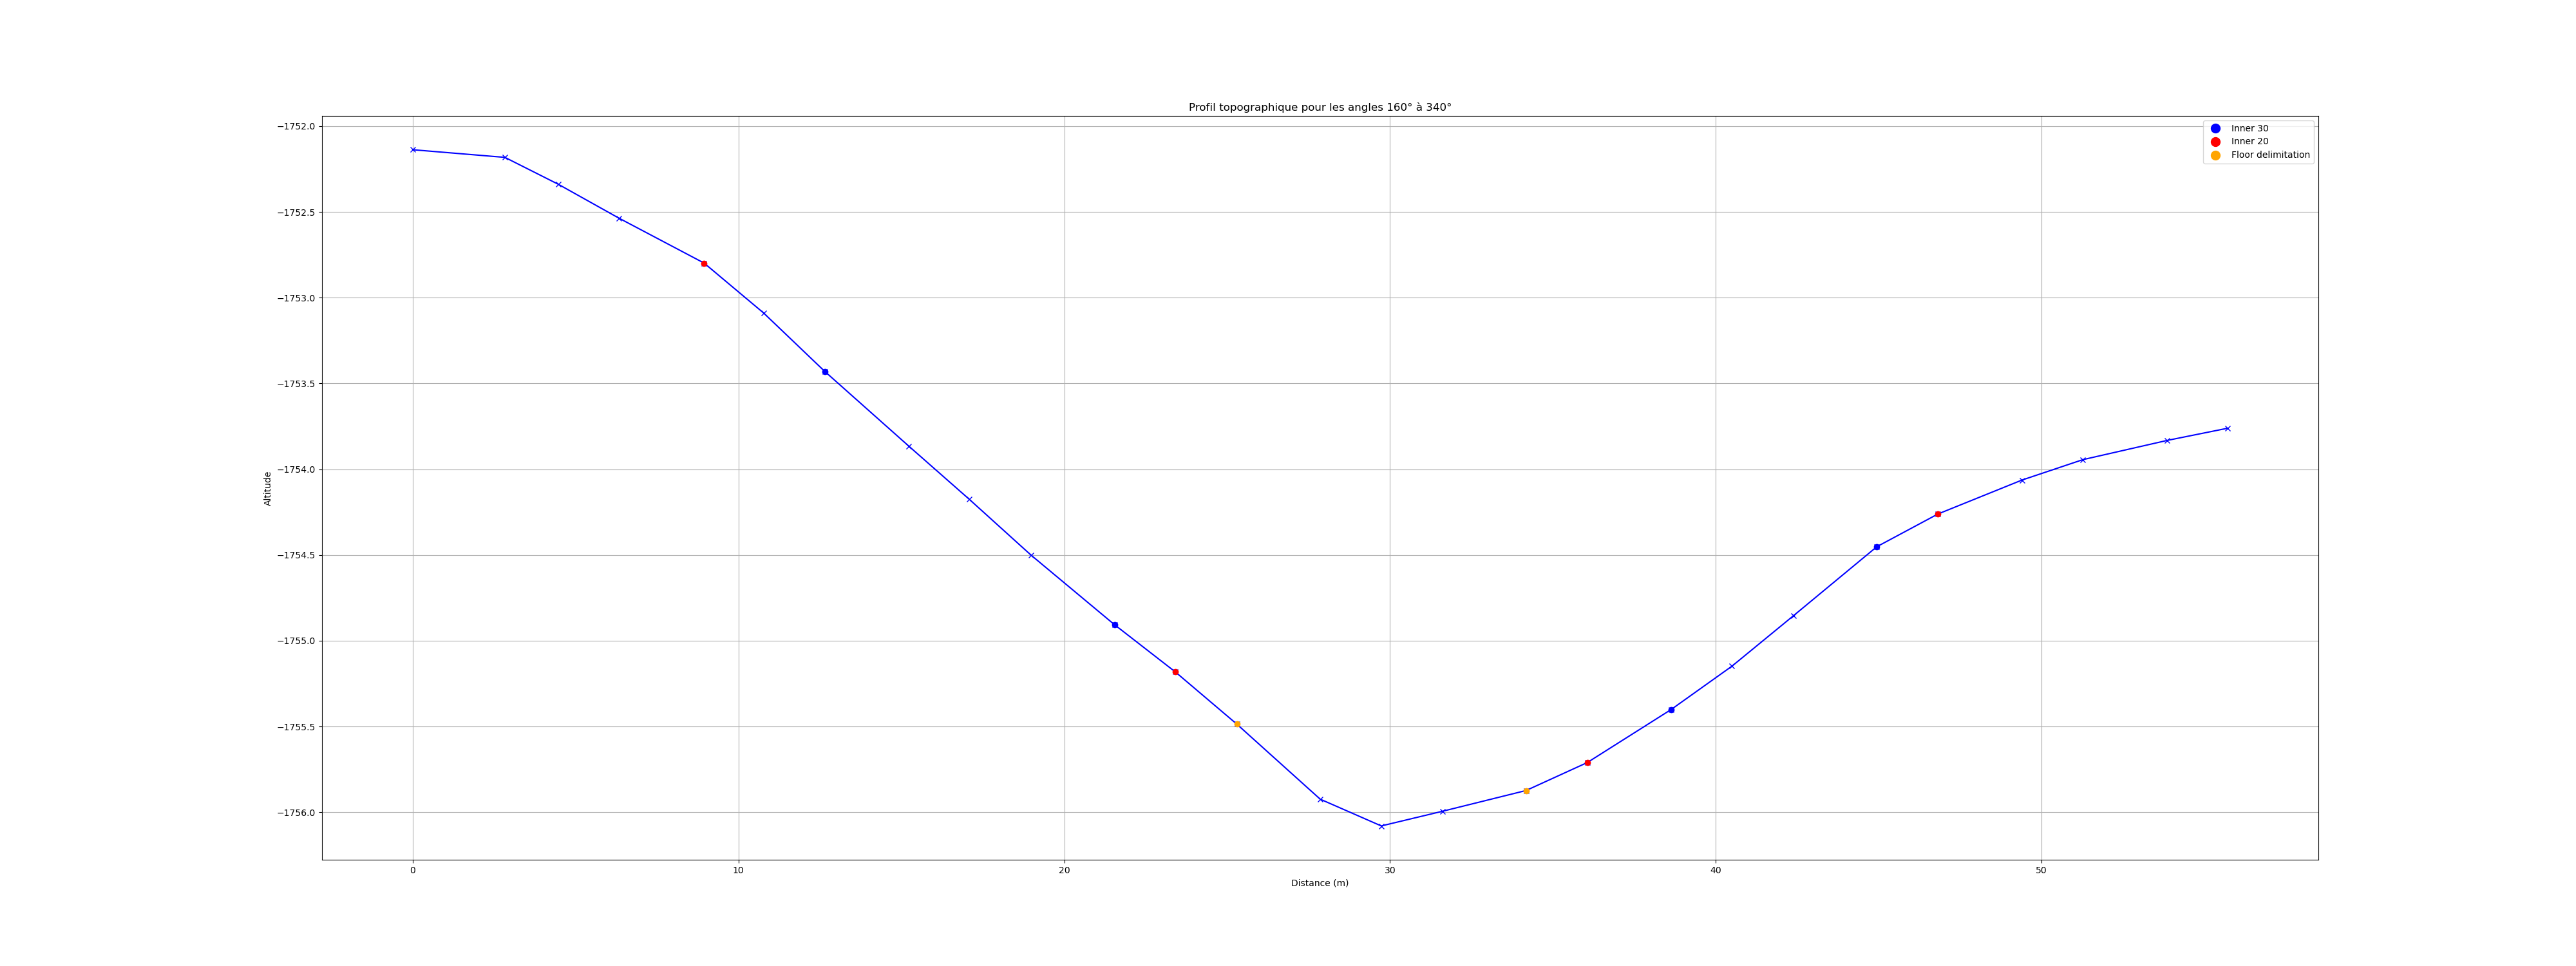 Profil topographique pour les angles 160° à 340°
Inner 30
Inner 20
Floor delimitation
Altitude
−1752.0
−1752.5
−1753.0
−1753.5
−1754.0
−1754.5
−1755.0
−1755.5
−1756.0
0 10 20 30 40 50
Distance (m)